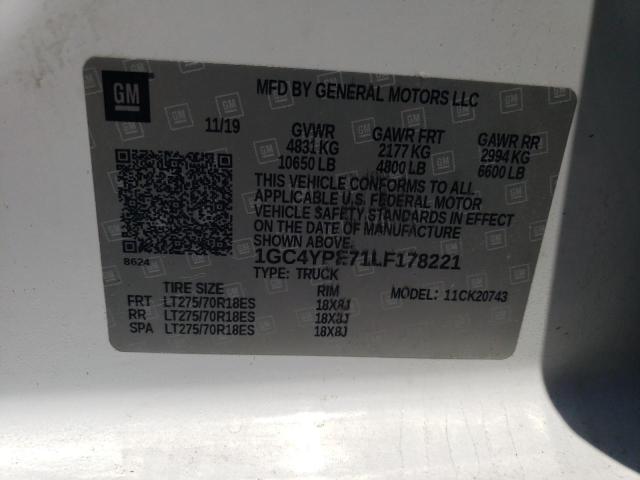 GM
MFD BY GENERAL MOTORS LLC
11/19 GVWR GAWR FRT GAWR RR
4831 KG 2177 KG 2994 KG
10650 LB 4800 LB 6600 LB
THIS VEHICLE CONFORMS TO ALL
APPLICABLE U.S. FEDERAL MOTOR
VEHICLE SAFETY STANDARDS IN EFFECT
ON THE DATE OF MANUFACTURE
SHOWN ABOVE.
8624
1GC4YPE71LF178221
TYPE: TRUCK
TIRE SIZE RIM MODEL: 11CK20743
FRT LT275/70R18ES 18X8J
RR LT275/70R18ES 18X8J
SPA LT275/70R18ES 18X8J